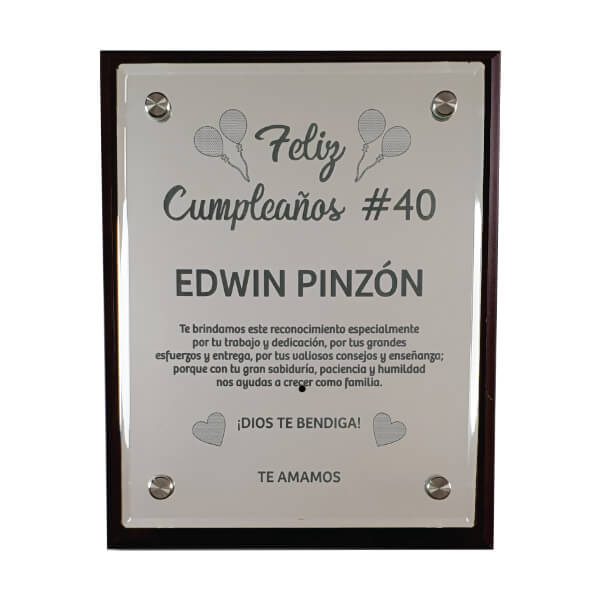 Feliz
Cumpleaños #40
EDWIN PINZÓN
Te brindamos este reconocimiento especialmente
por tu trabajo y dedicación, por tus grandes
esfuerzos y entrega, por tus valiosos consejos y enseñanza;
porque con tu gran sabiduría, paciencia y humildad
nos ayudas a crecer como familia.
¡DIOS TE BENDIGA!
TE AMAMOS